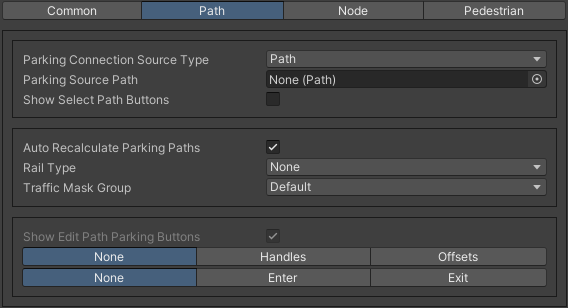 Common Path Node Pedestrian
Parking Connection Source Type Path
Parking Source Path None (Path)
Show Select Path Buttons
Auto Recalculate Parking Paths
Rail Type None
Traffic Mask Group Default
Show Edit Path Parking Buttons
None Handles Offsets
None Enter Exit